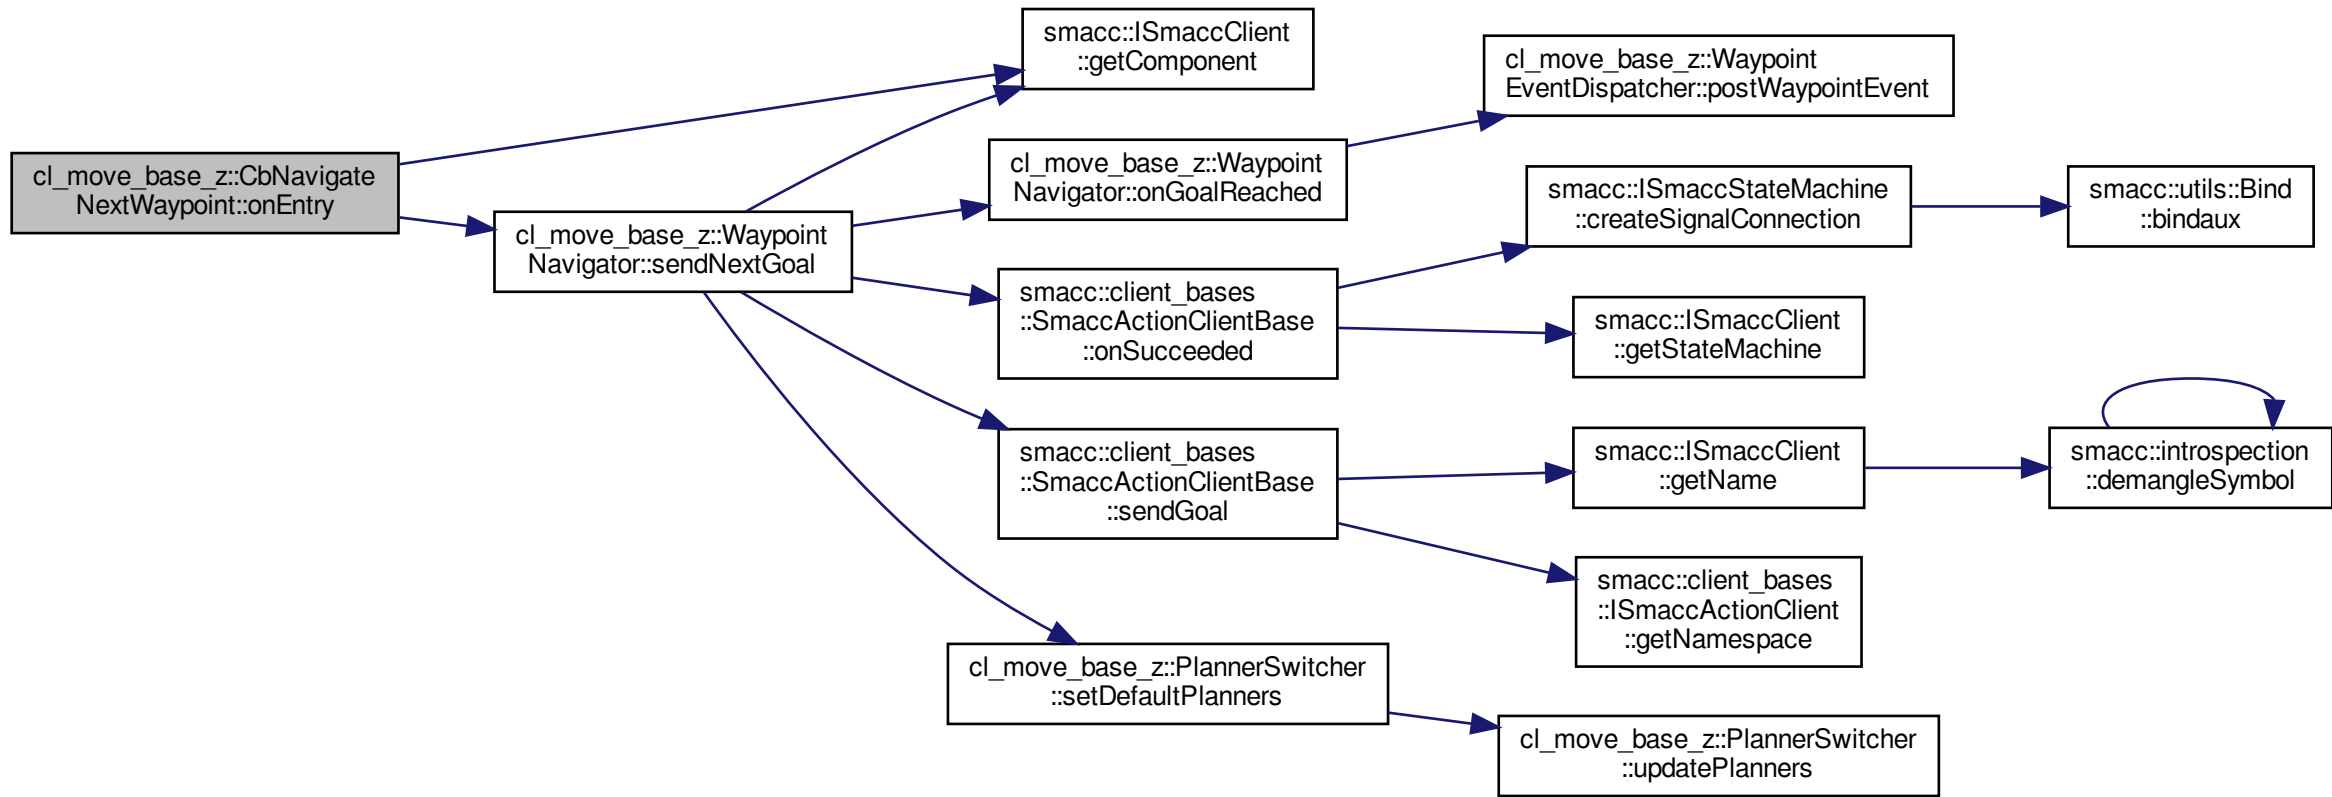 cl_move_base_z::CbNavigate
NextWaypoint::onEntry
smacc::ISmaccClient
::getComponent
cl_move_base_z::Waypoint
Navigator::sendNextGoal
cl_move_base_z::Waypoint
Navigator::onGoalReached
cl_move_base_z::Waypoint
EventDispatcher::postWaypointEvent
smacc::client_bases
::SmaccActionClientBase
::onSucceeded
smacc::ISmaccStateMachine
::createSignalConnection
smacc::utils::Bind
::bindaux
smacc::ISmaccClient
::getStateMachine
smacc::client_bases
::SmaccActionClientBase
::sendGoal
smacc::ISmaccClient
::getName
smacc::introspection
::demangleSymbol
smacc::client_bases
::ISmaccActionClient
::getNamespace
cl_move_base_z::PlannerSwitcher
::setDefaultPlanners
cl_move_base_z::PlannerSwitcher
::updatePlanners